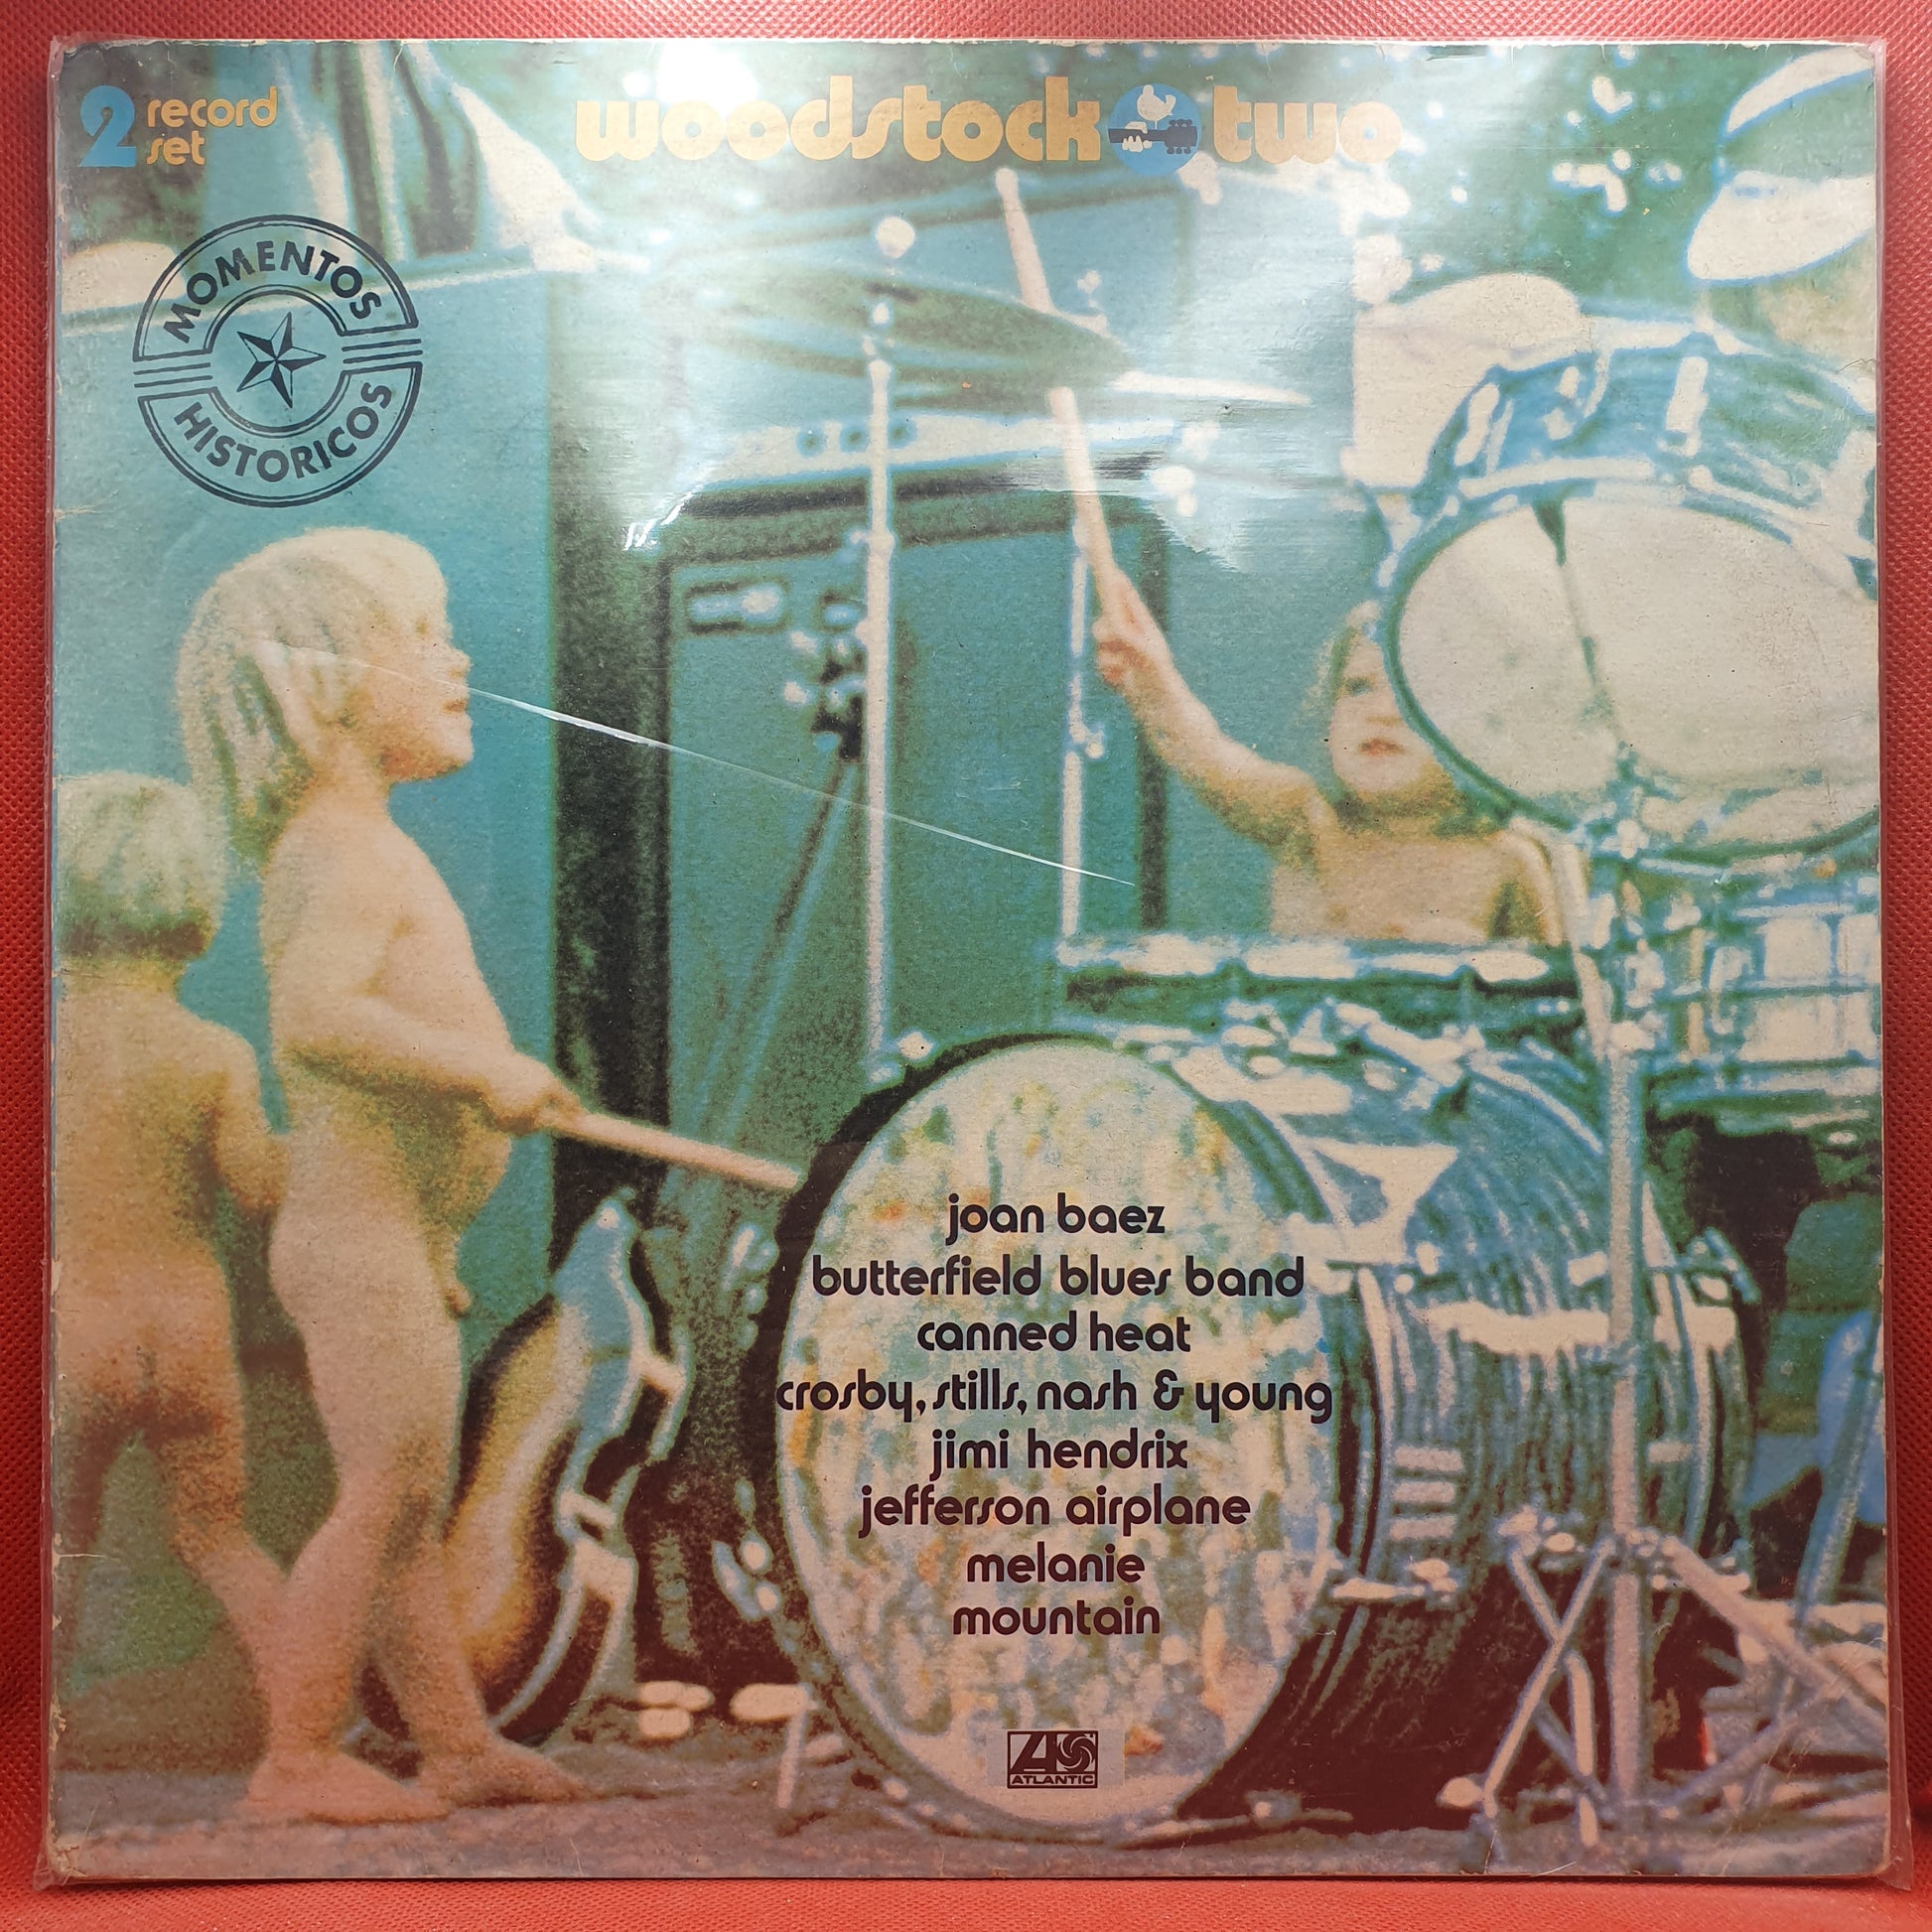 2 record
set
woodstock two
MOMENTOS
HISTORICOS
joan baez
butterfield blues band
canned heat
crosby, stills, nash & young
jimi hendrix
jefferson airplane
melanie
mountain
ATLANTIC